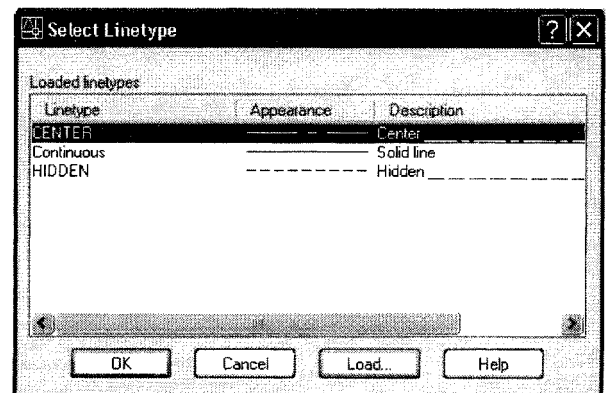 Select Linetype
Loaded linetypes
Linetype Appearance Description
CENTER Center
Continuous Solid line
HIDDEN Hidden
OK Cancel Load... Help